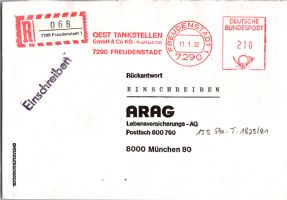 R
068
7290 Freudenstadt 1
OEST TANKSTELLEN
GmbH & Co KG - Postfach 730
7290 FREUDENSTADT
FREUDENSTADT
11.1.82
7290
DEUTSCHE
BUNDESPOST
210
Einschreiben
Rückantwort
EINSCHREIBEN
ARAG
Lebensversicherungs - AG
Postfach 800 760
8000 München 80